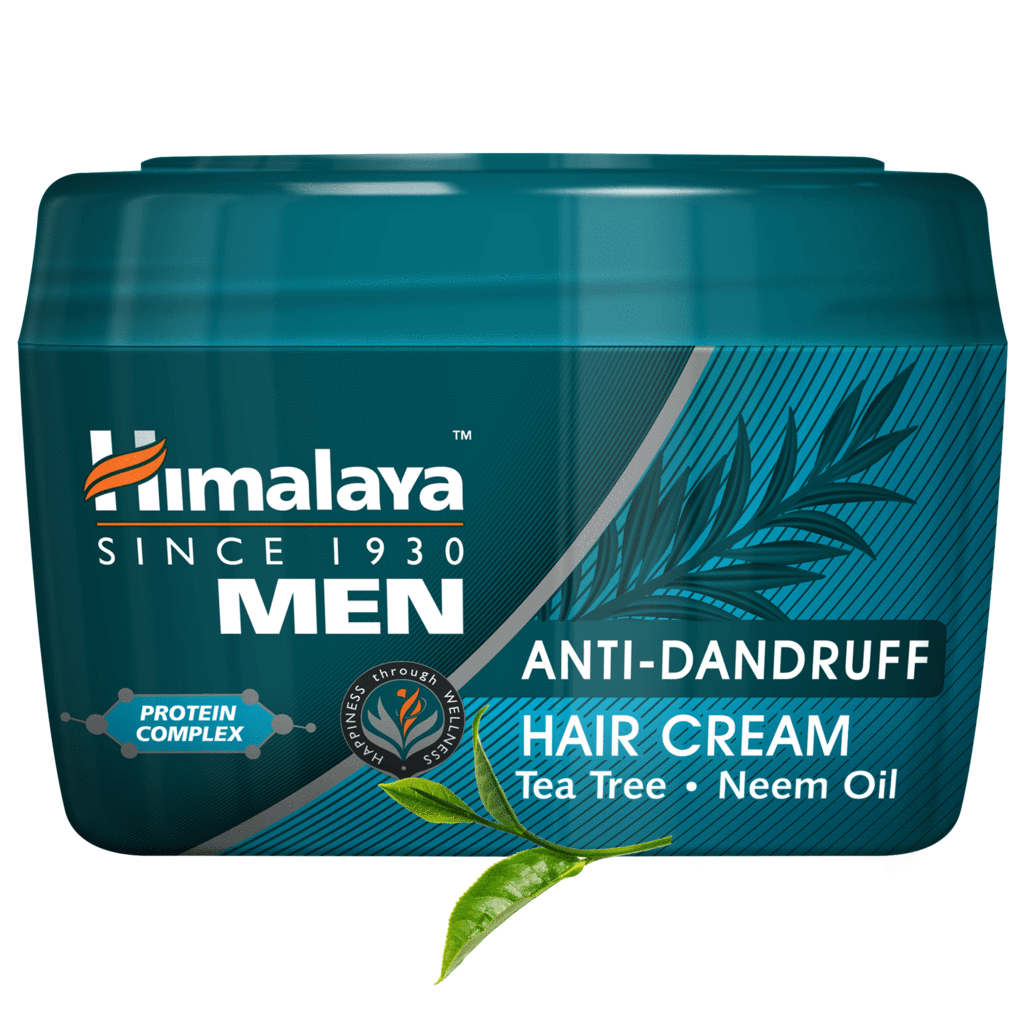 Himalaya™
SINCE 1930
MEN
PROTEIN
COMPLEX
HAPPINESS through WELLNESS
ANTI-DANDRUFF
HAIR CREAM
Tea Tree • Neem Oil